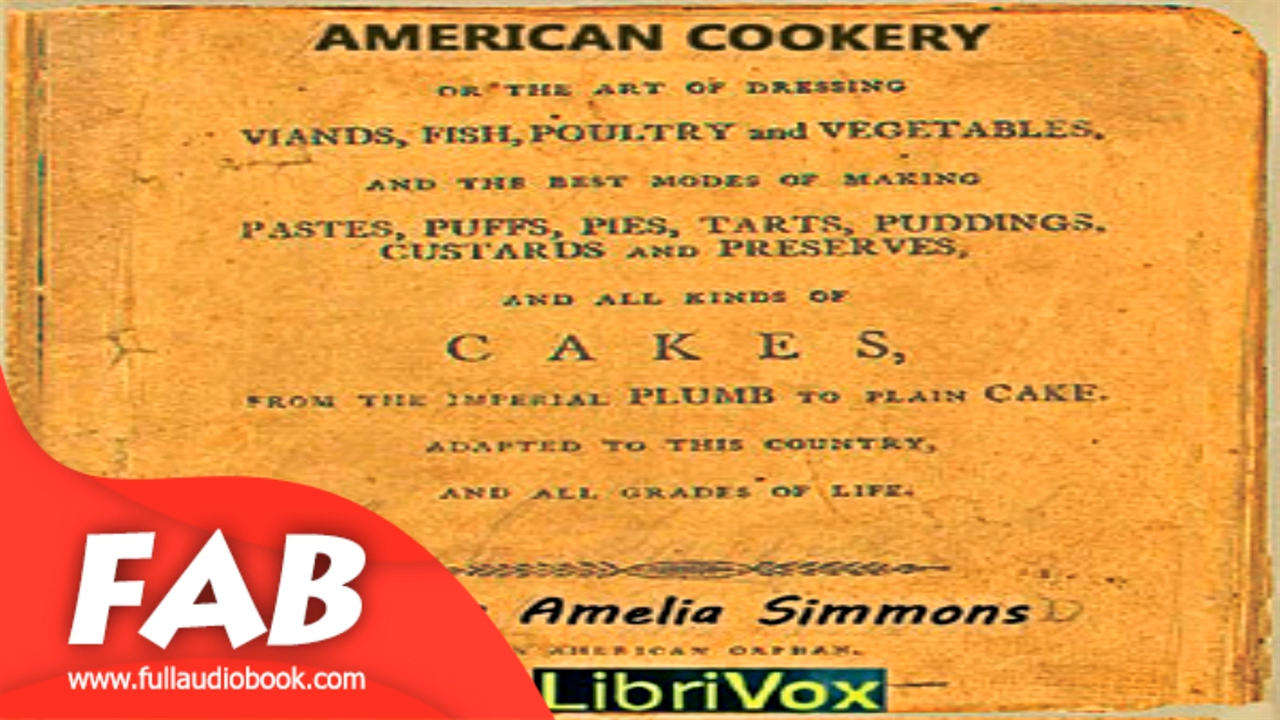 AMERICAN COOKERY
OR THE ART OF DRESSING
VIANDS, FISH, POULTRY and VEGETABLES,
AND THE BEST MODES OF MAKING
PASTES, PUFFS, PIES, TARTS, PUDDINGS,
CUSTARDS AND PRESERVES,
AND ALL KINDS OF
CAKES,
FROM THE IMPERIAL PLUMB TO PLAIN CAKE.
ADAPTED TO THIS COUNTRY,
AND ALL GRADES OF LIFE.
Amelia Simmons
AMERICAN ORPHAN.
LibriVox
FAB
www.fullaudiobook.com